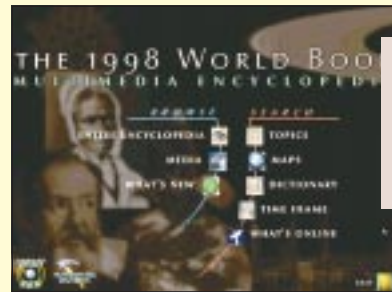 THE 1998 WORLD BOO
MULTIMEDIA ENCYCLOPEDI
BROWSE
SEARCH
ENCYCLOPEDIA
TOPICS
MEDIA
MAPS
WHAT'S NEW
DICTIONARY
TIME FRAME
WHAT'S ONLINE